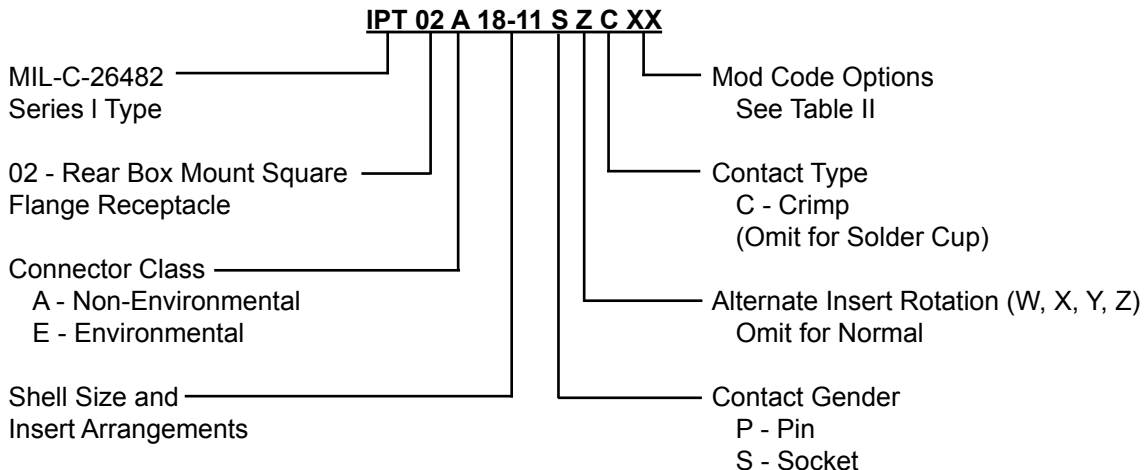 IPT 02 A 18-11 S Z C XX
MIL-C-26482
Series I Type
02 - Rear Box Mount Square
Flange Receptacle
Connector Class
A - Non-Environmental
E - Environmental
Shell Size and
Insert Arrangements
Mod Code Options
See Table II
Contact Type
C - Crimp
(Omit for Solder Cup)
Alternate Insert Rotation (W, X, Y, Z)
Omit for Normal
Contact Gender
P - Pin
S - Socket